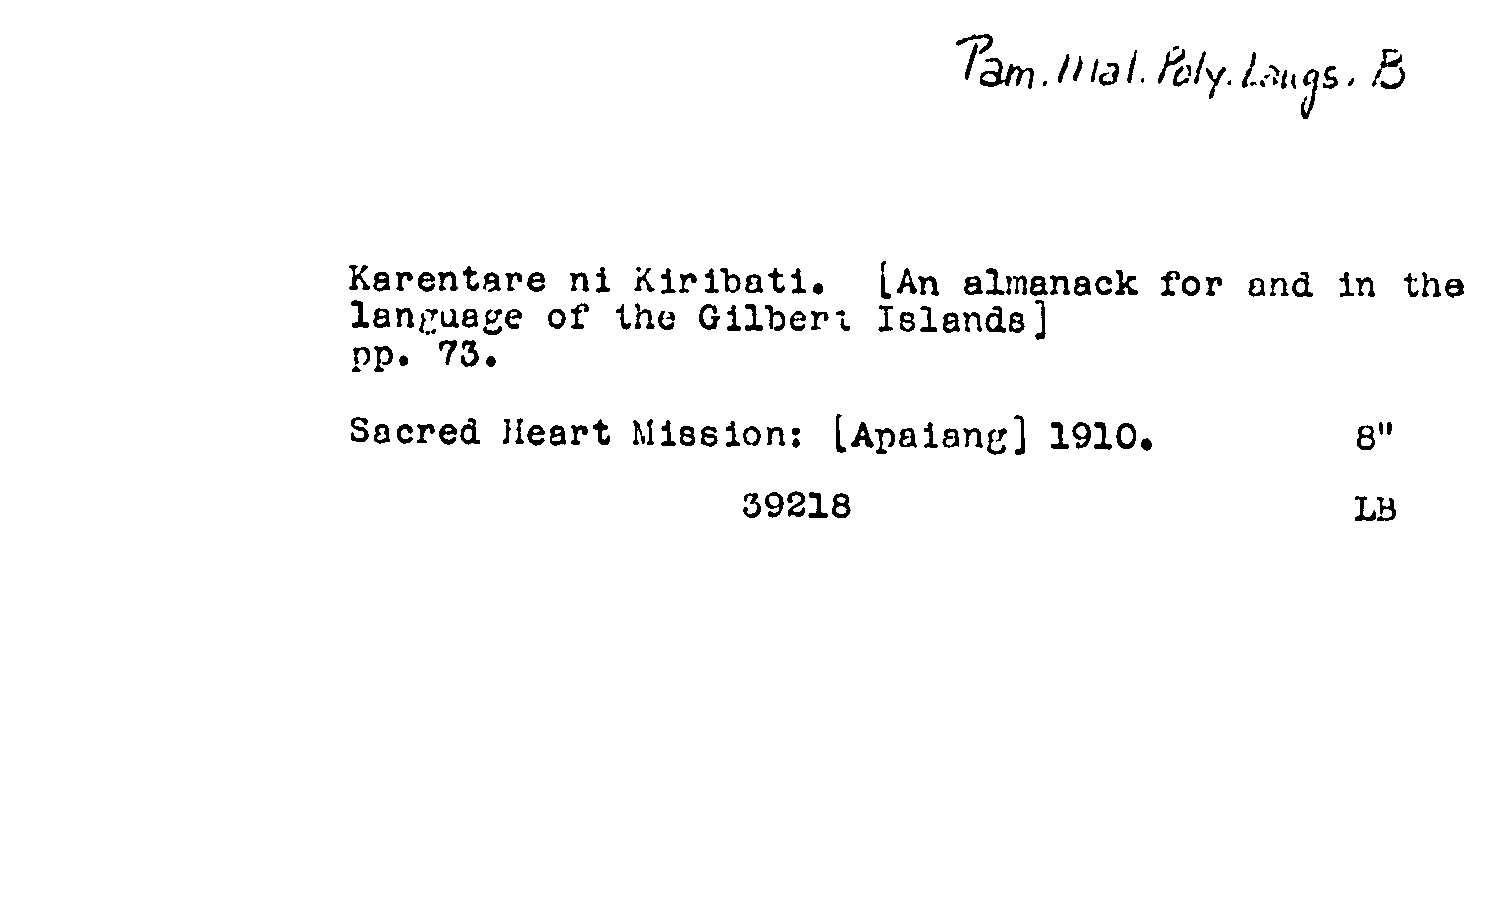 Pam. Mal. Poly. Langs. B
Karentare ni Kiribati. [An almanack for and in the
language of the Gilbert Islands]
pp. 73.
Sacred Heart Mission: [Apaiang] 1910. 8"
39218 LB